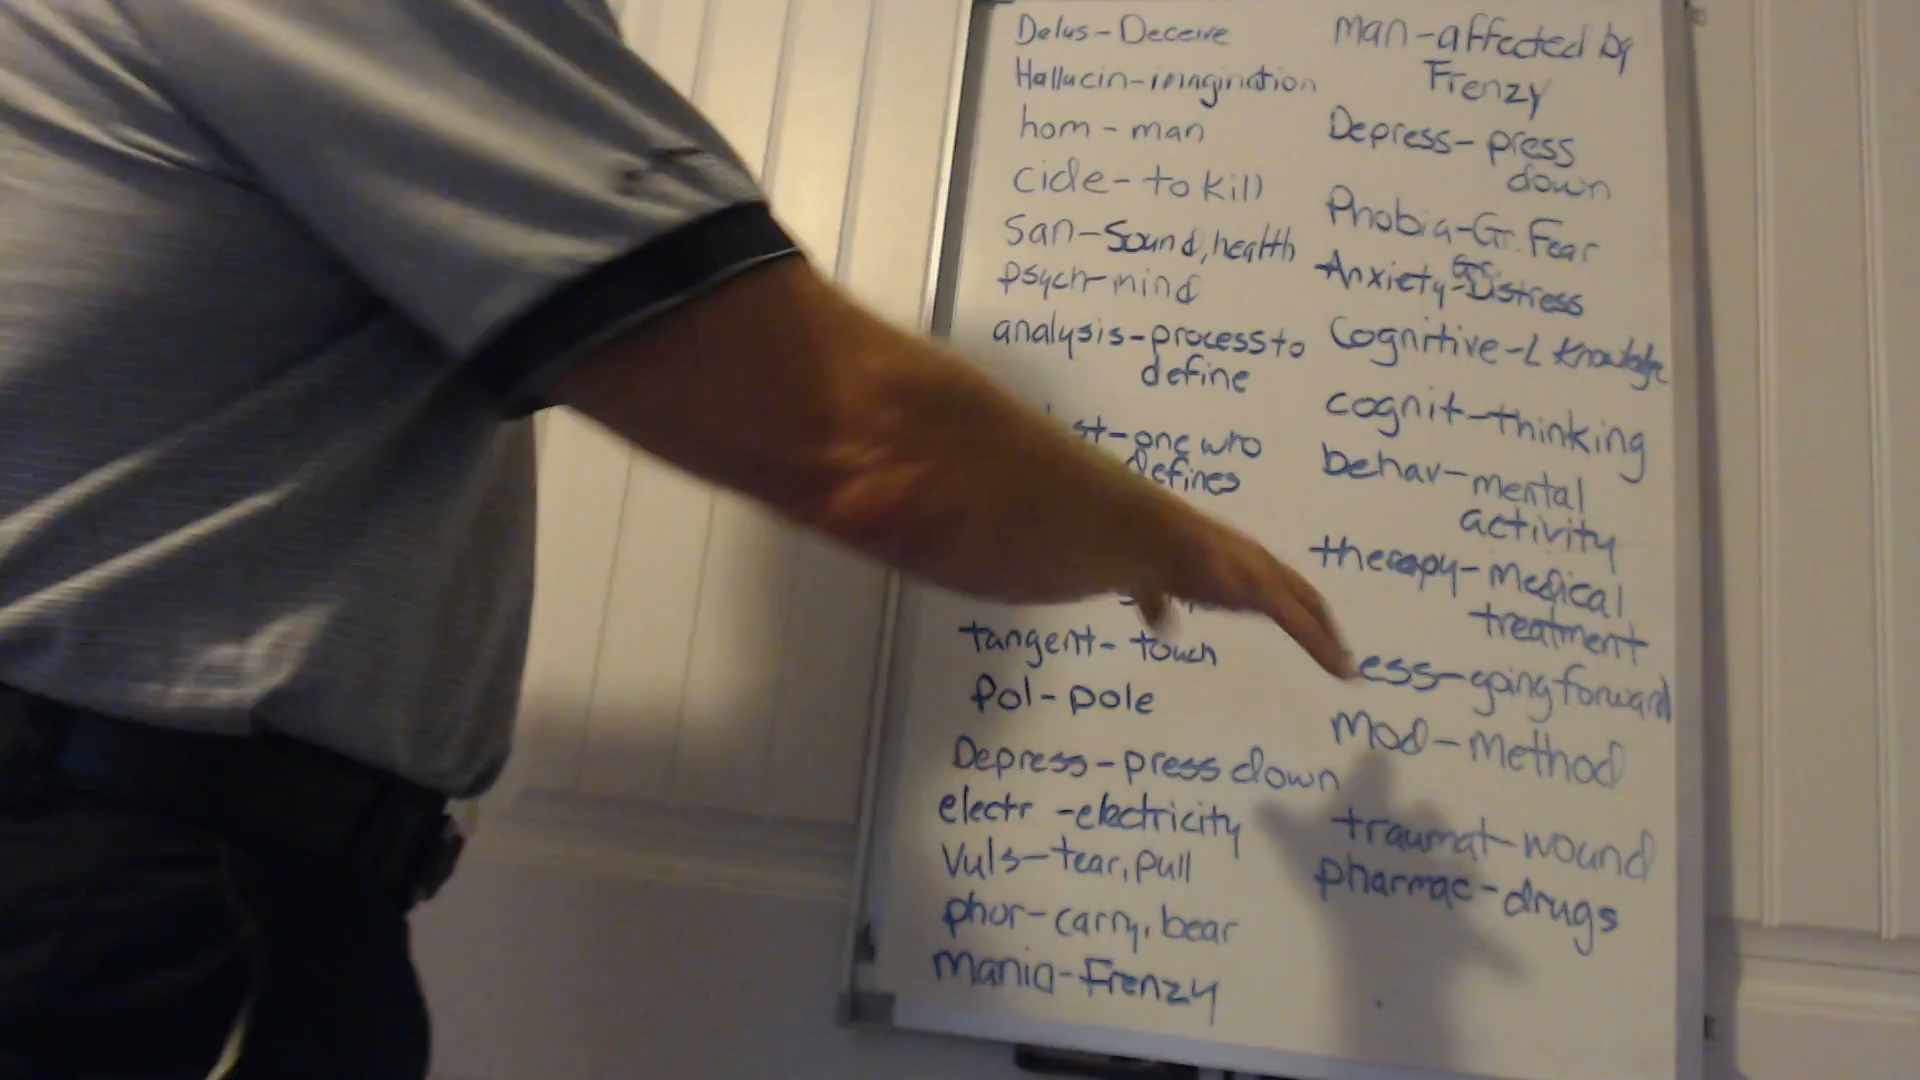 Delus-Deceive
Hallucin-imagination
hom-man
cide-to kill
San-Sound, health
psych-mind
analysis-process to
define
st-one who
defines
tangent-touch
Pol-pole
Depress-press down
electr-electricity
Vuls-tear, pull
phor-carry, bear
Mania-Frenzy
Man-affected by
Frenzy
Depress-press
down
Phobia-Gr. Fear
Anxiety-Distress
Cognitive-L knowledge
cognit-thinking
behav-mental
activity
therapy-medical
treatment
ess-going forward
Mod-Method
traumat-wound
pharmac-drugs